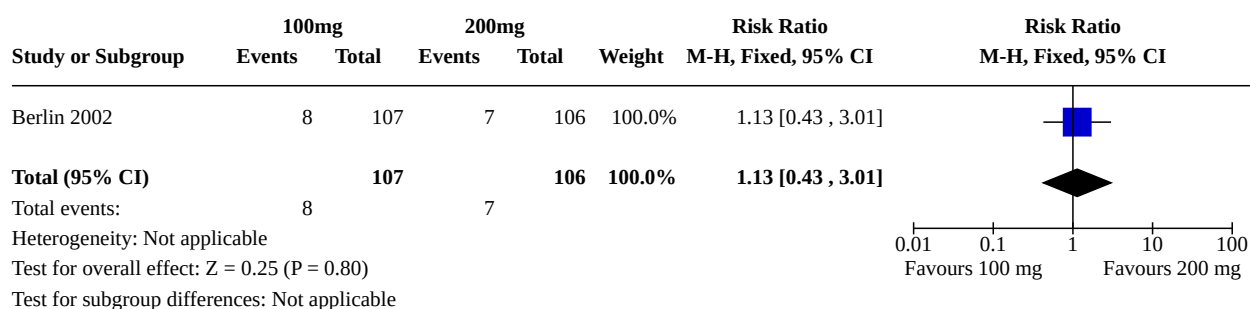 100mg 200mg Risk Ratio Risk Ratio
Study or Subgroup Events Total Events Total Weight M-H, Fixed, 95% CI M-H, Fixed, 95% CI
Berlin 2002 8 107 7 106 100.0% 1.13 [0.43 , 3.01]
Total (95% CI) 107 106 100.0% 1.13 [0.43 , 3.01]
Total events: 8 7
Heterogeneity: Not applicable 0.01 0.1 1 10 100
Test for overall effect: Z = 0.25 (P = 0.80) Favours 100 mg Favours 200 mg
Test for subgroup differences: Not applicable